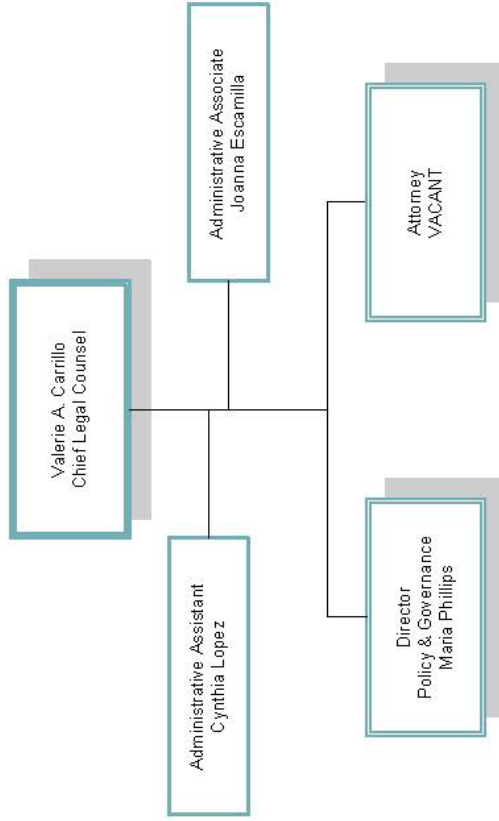 Valerie A. Carrillo
Chief Legal Counsel
Administrative Assistant
Cynthia Lopez
Administrative Associate
Joanna Escamilla
Director
Policy & Governance
Maria Phillips
Attorney
VACANT